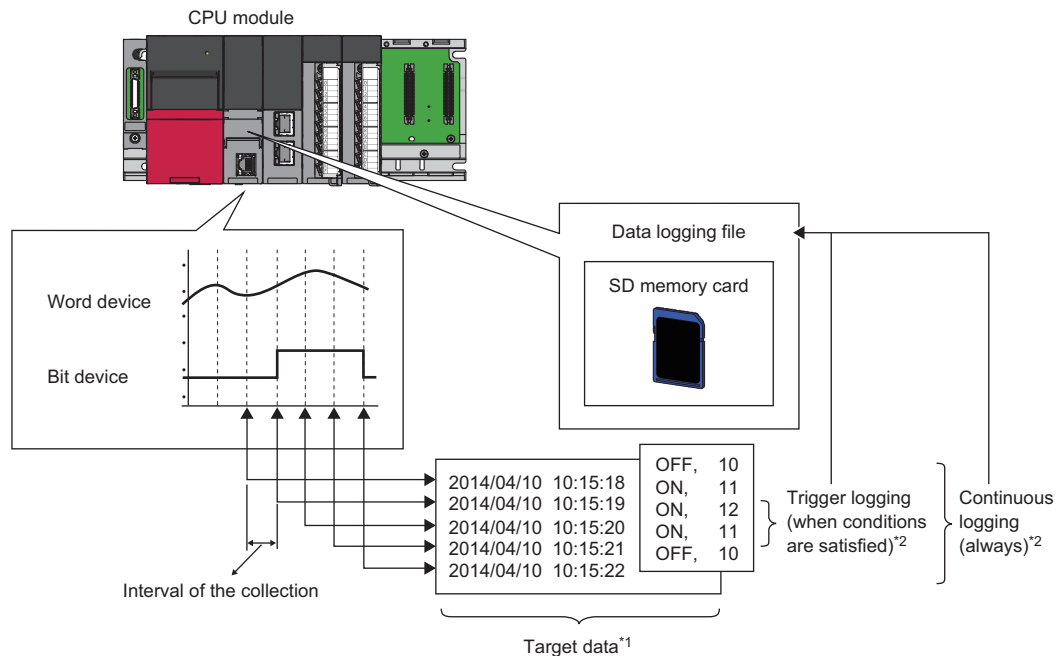 CPU module
Data logging file
SD memory card
Word device
Bit device
2014/04/10 10:15:18
2014/04/10 10:15:19
2014/04/10 10:15:20
2014/04/10 10:15:21
2014/04/10 10:15:22
OFF, 10
ON, 11
ON, 12
ON, 11
OFF, 10
Trigger logging
(when conditions
are satisfied)*2
Continuous
logging
(always)*2
Interval of the collection
Target data*1